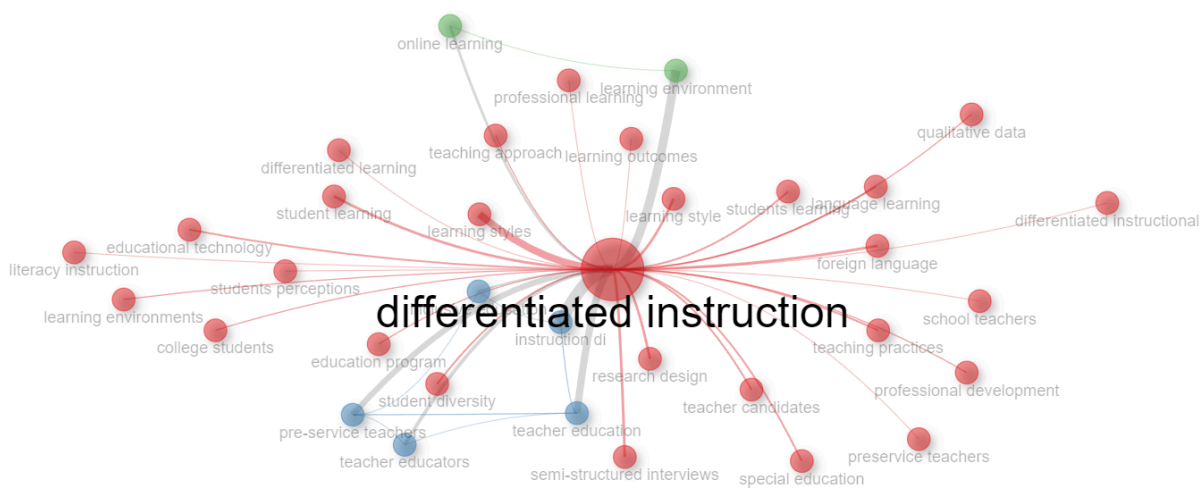 online learning
learning environment
professional learning
qualitative data
teaching approach
learning outcomes
differentiated learning
student learning
learning style
students learning
language learning
differentiated instructional
learning styles
educational technology
foreign language
literacy instruction
students perceptions
learning environments
differentiated instruction
school teachers
instruction di
college students
education program
teaching practices
research design
professional development
student diversity
teacher candidates
pre-service teachers
teacher education
teacher educators
preservice teachers
semi-structured interviews
special education